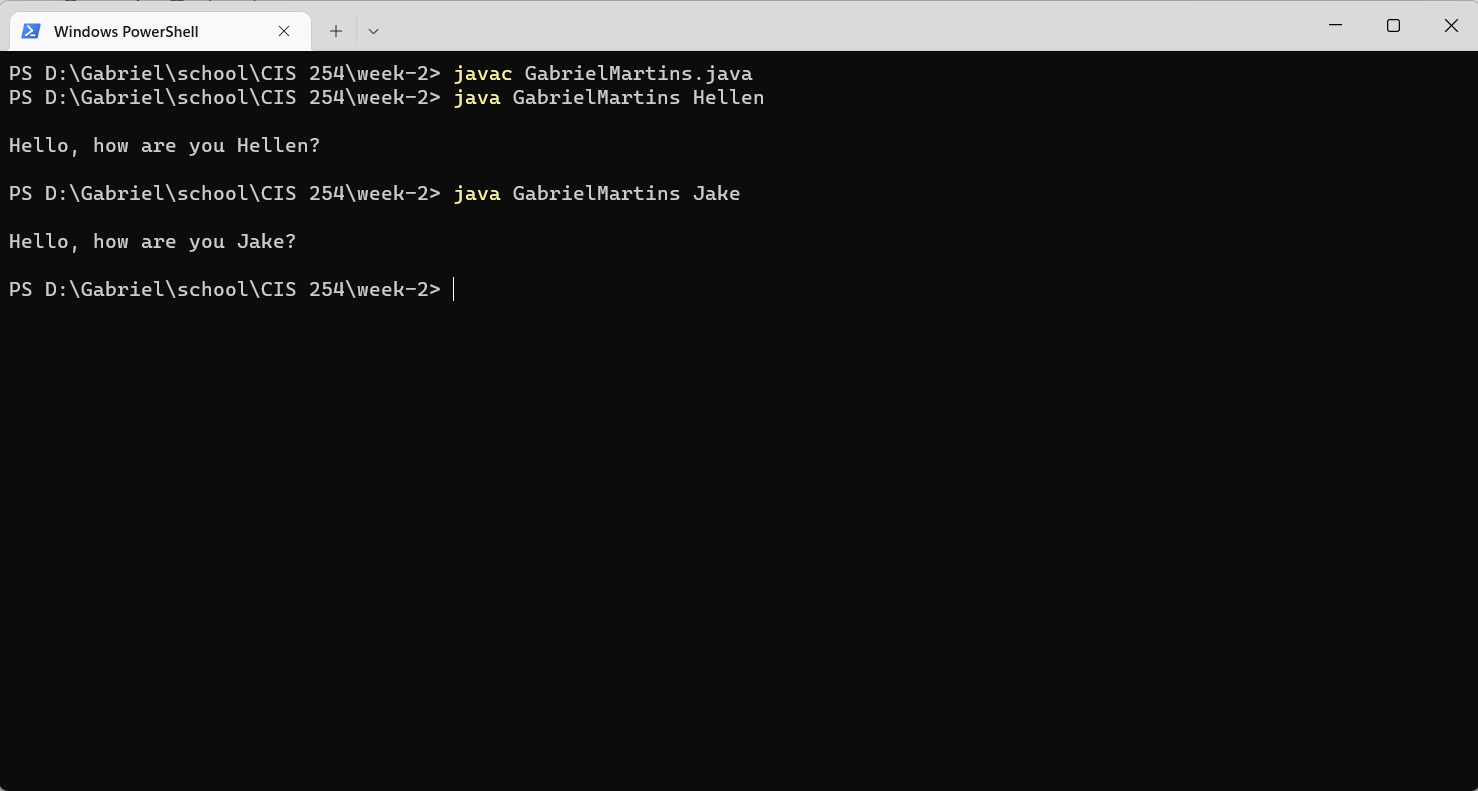 Windows PowerShell
PS D:\Gabriel\school\CIS 254\week-2> javac GabrielMartins.java
PS D:\Gabriel\school\CIS 254\week-2> java GabrielMartins Hellen
Hello, how are you Hellen?
PS D:\Gabriel\school\CIS 254\week-2> java GabrielMartins Jake
Hello, how are you Jake?
PS D:\Gabriel\school\CIS 254\week-2>